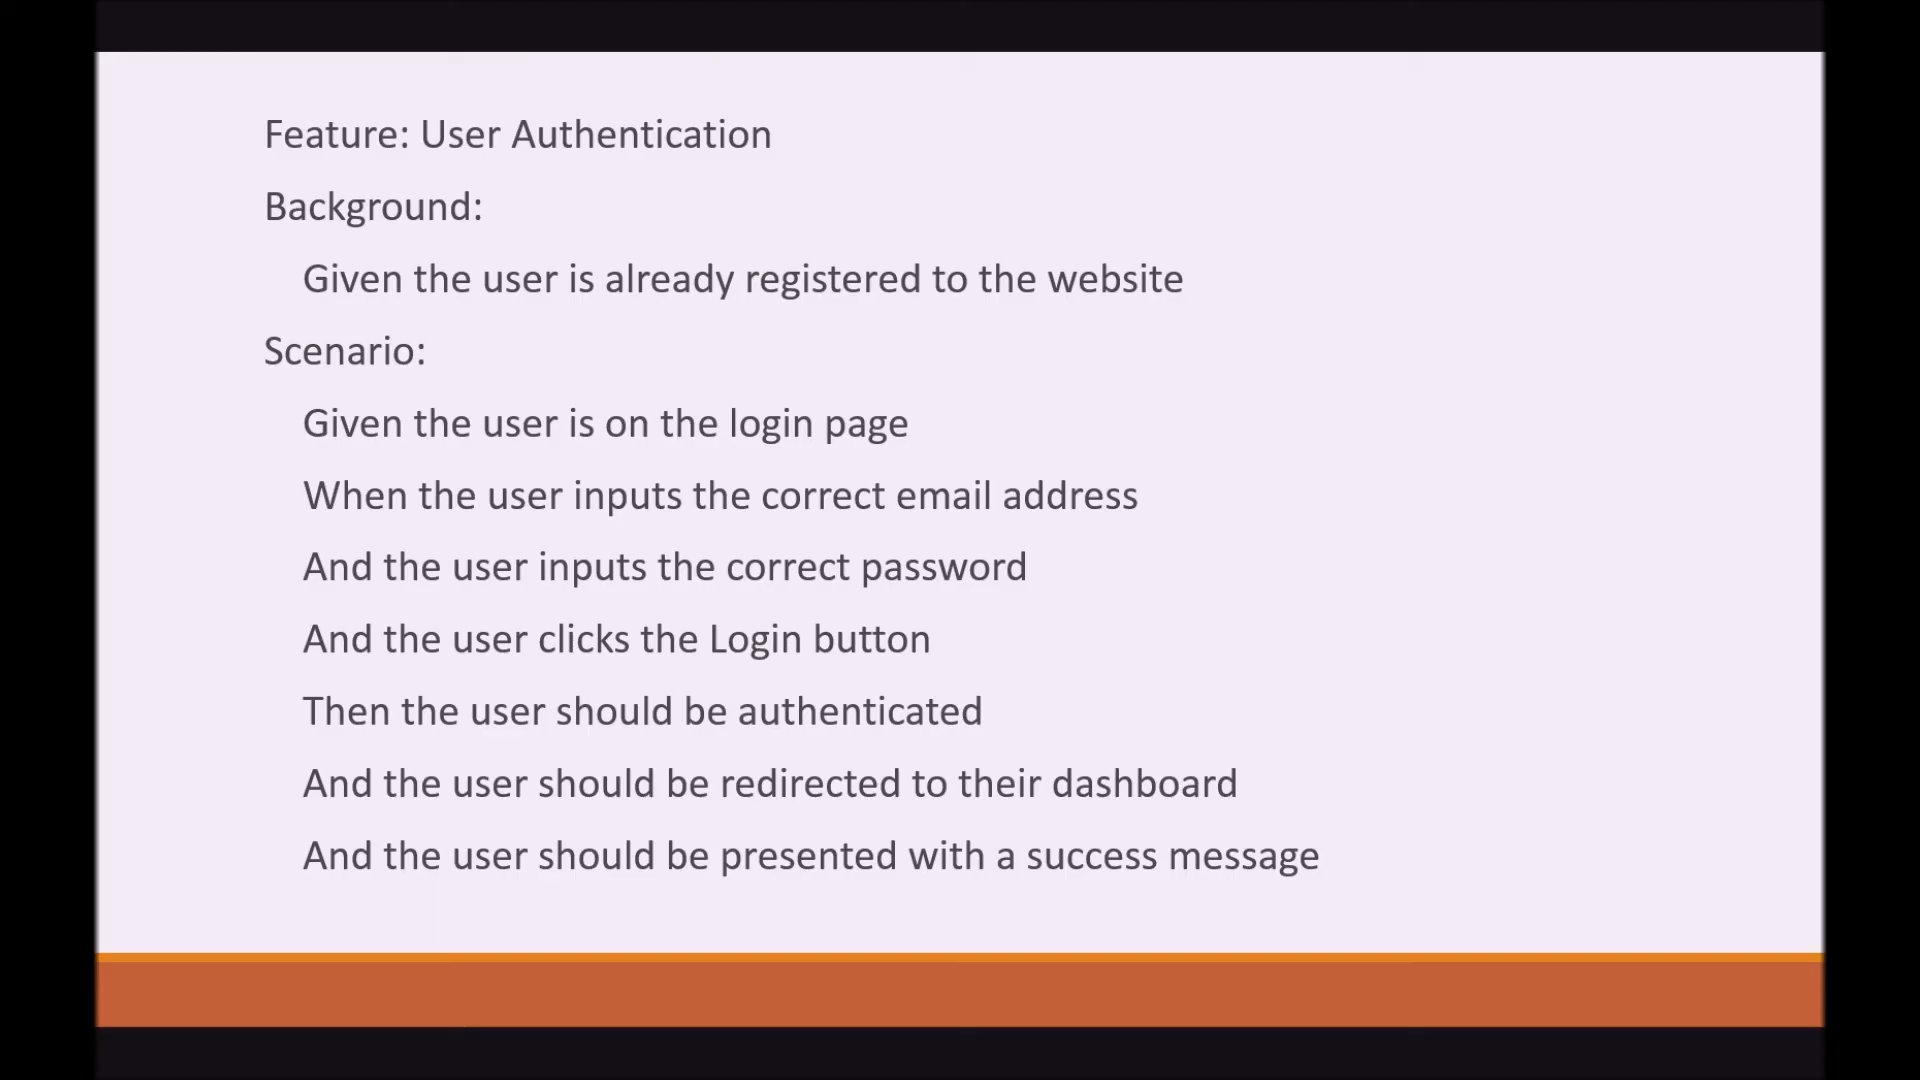 Feature: User Authentication
Background:
Given the user is already registered to the website
Scenario:
Given the user is on the login page
When the user inputs the correct email address
And the user inputs the correct password
And the user clicks the Login button
Then the user should be authenticated
And the user should be redirected to their dashboard
And the user should be presented with a success message